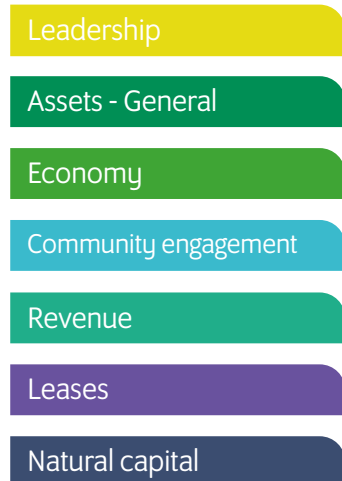 Leadership
Assets - General
Economy
Community engagement
Revenue
Leases
Natural capital